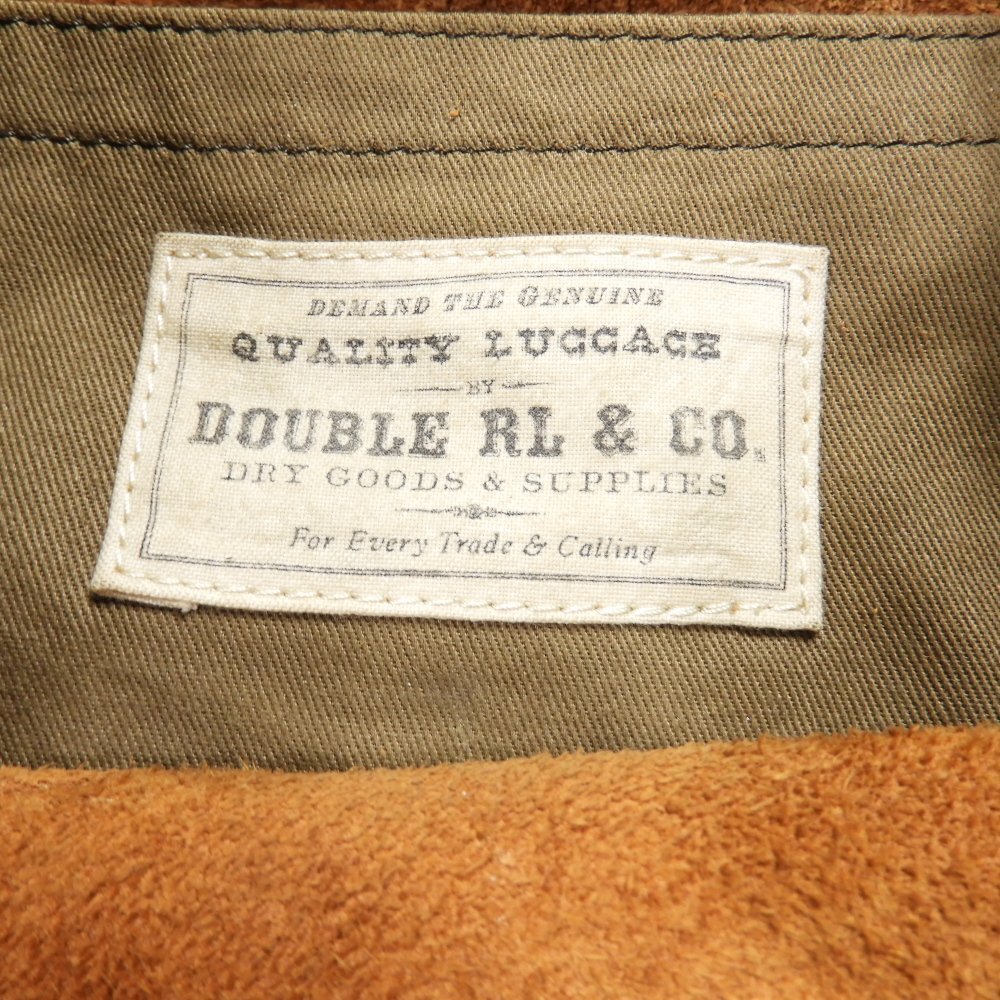 DEMAND THE GENUINE
QUALITY LUGGAGE
BY
DOUBLE RL & CO.
DRY GOODS & SUPPLIES
For Every Trade & Calling